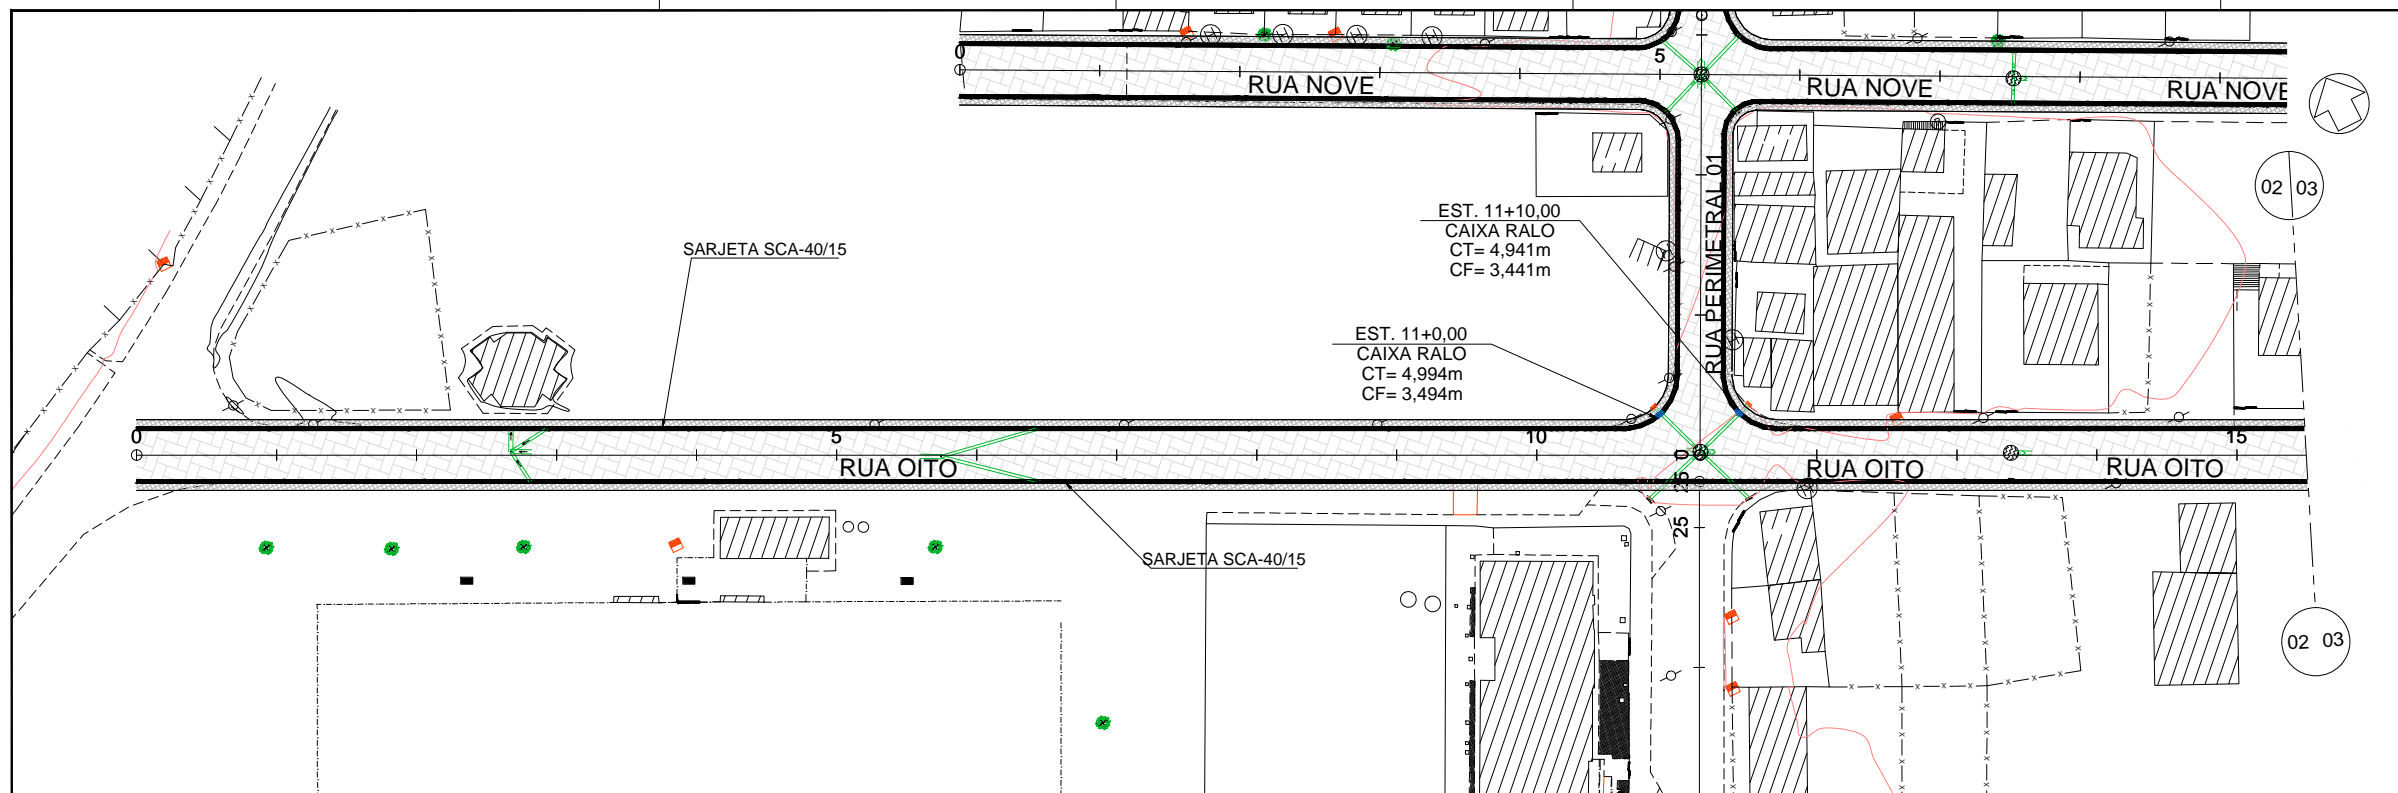 0
5
RUA NOVE
RUA NOVE
RUA NOVE
02 03
RUA PERIMETRAL 01
EST. 11+10,00
CAIXA RALO
CT= 4,941m
CF= 3,441m
SARJETA SCA-40/15
EST. 11+0,00
CAIXA RALO
CT= 4,994m
CF= 3,494m
0
5
10
15
RUA OITO
RUA OITO
RUA OITO
0
25
25
SARJETA SCA-40/15
02 03